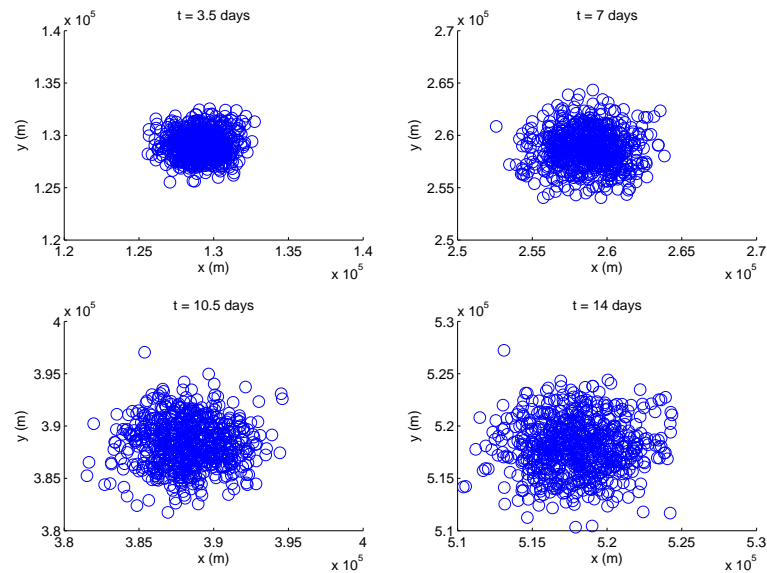 t = 3.5 days
x 10^5
1.4
1.35
1.3
1.25
1.2
y (m)
1.2 1.25 1.3 1.35 1.4
x (m)
x 10^5
t = 7 days
x 10^5
2.7
2.65
2.6
2.55
2.5
y (m)
2.5 2.55 2.6 2.65 2.7
x (m)
x 10^5
t = 10.5 days
x 10^5
4
3.95
3.9
3.85
3.8
y (m)
3.8 3.85 3.9 3.95 4
x (m)
x 10^5
t = 14 days
x 10^5
5.3
5.25
5.2
5.15
5.1
y (m)
5.1 5.15 5.2 5.25 5.3
x (m)
x 10^5